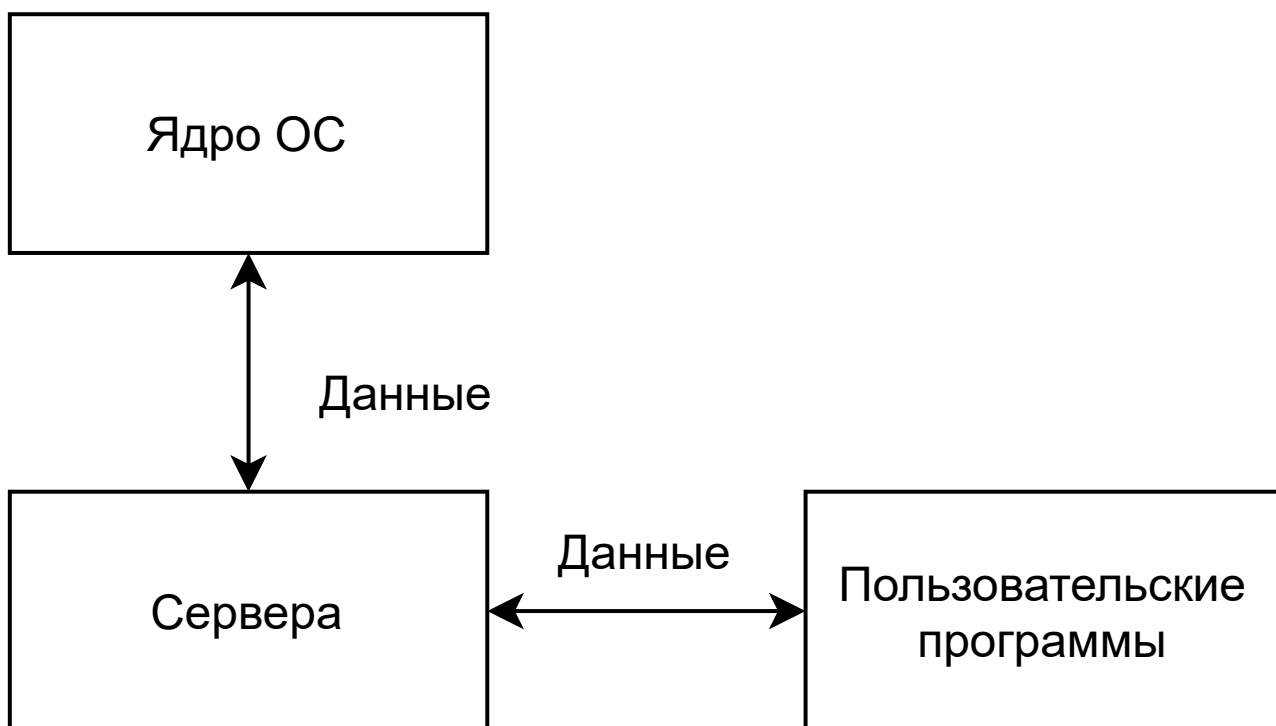 Ядро ОС
Данные
Данные
Сервера
Пользовательские
программы